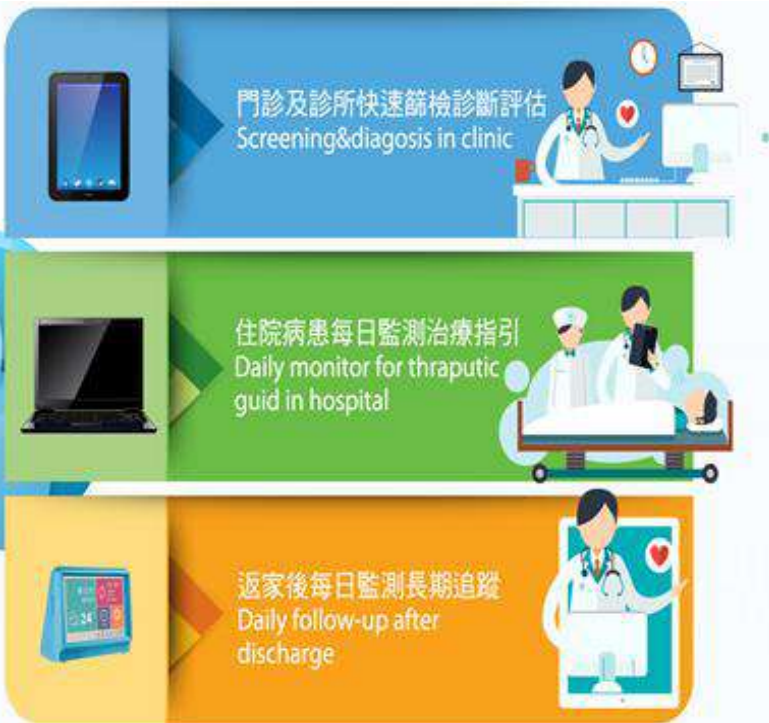 門診及診所快速篩檢診斷評估
Screening&diagosis in clinic
住院病患每日監測治療指引
Daily monitor for thraputic
guid in hospital
返家後每日監測長期追蹤
Daily follow-up after
discharge
24